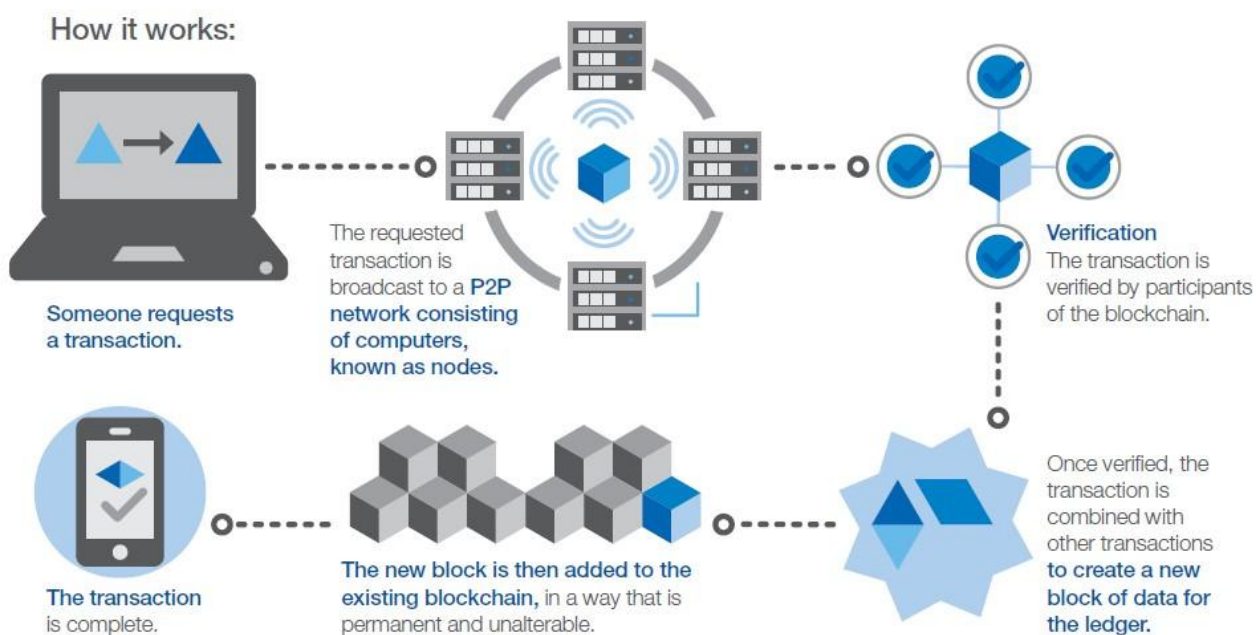 How it works:
Someone requests
a transaction.
The requested
transaction is
broadcast to a P2P
network consisting
of computers,
known as nodes.
Verification
The transaction is
verified by participants
of the blockchain.
Once verified, the
transaction is
combined with
other transactions
to create a new
block of data for
the ledger.
The new block is then added to the
existing blockchain, in a way that is
permanent and unalterable.
The transaction
is complete.